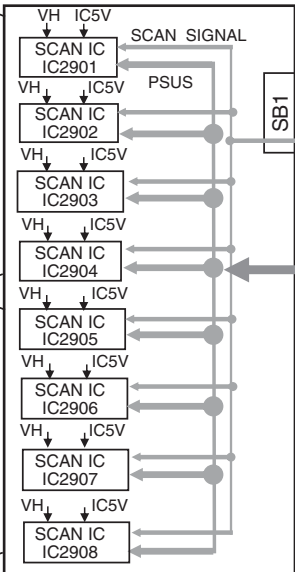 VH IC5V
SCAN IC
IC2901
SCAN SIGNAL
PSUS
SB1
VH IC5V
SCAN IC
IC2902
VH IC5V
SCAN IC
IC2903
VH IC5V
SCAN IC
IC2904
VH IC5V
SCAN IC
IC2905
VH IC5V
SCAN IC
IC2906
VH IC5V
SCAN IC
IC2907
VH IC5V
SCAN IC
IC2908